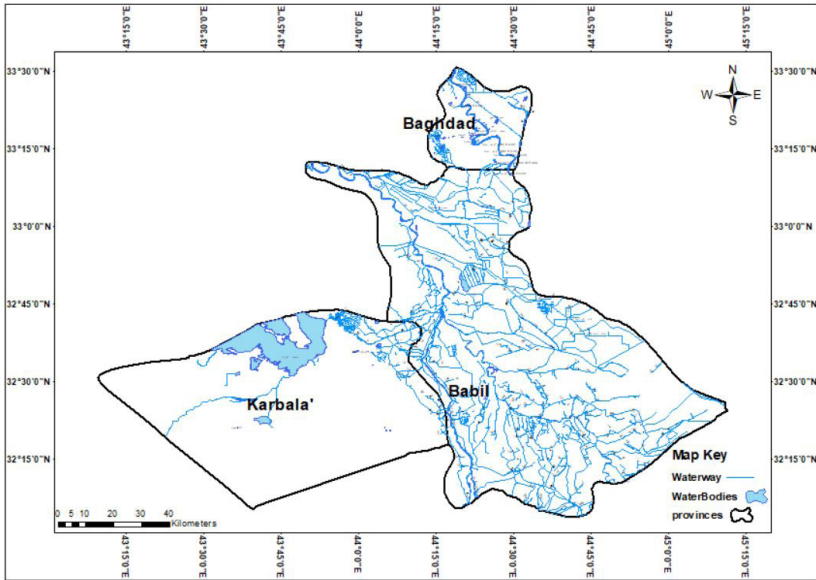 43°15'0"E 43°30'0"E 43°45'0"E 44°0'0"E 44°15'0"E 44°30'0"E 44°45'0"E 45°0'0"E 45°15'0"E
33°30'0"N 33°30'0"N
N
W E
S
Baghdad
33°15'0"N 33°15'0"N
33°0'0"N 33°0'0"N
32°45'0"N 32°45'0"N
32°30'0"N 32°30'0"N
Babil
Karbala'
32°15'0"N 32°15'0"N
Map Key
Waterway
WaterBodies
provinces
0 5 10 20 30 40
Kilometers
43°15'0"E 43°30'0"E 43°45'0"E 44°0'0"E 44°15'0"E 44°30'0"E 44°45'0"E 45°0'0"E 45°15'0"E